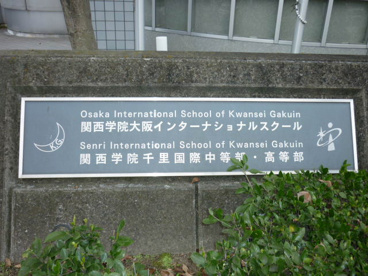 Osaka International School of Kwansei Gakuin
関西学院大阪インターナショナルスクール
Senri International School of Kwansei Gakuin
関西学院千里国際中等部・高等部
KG